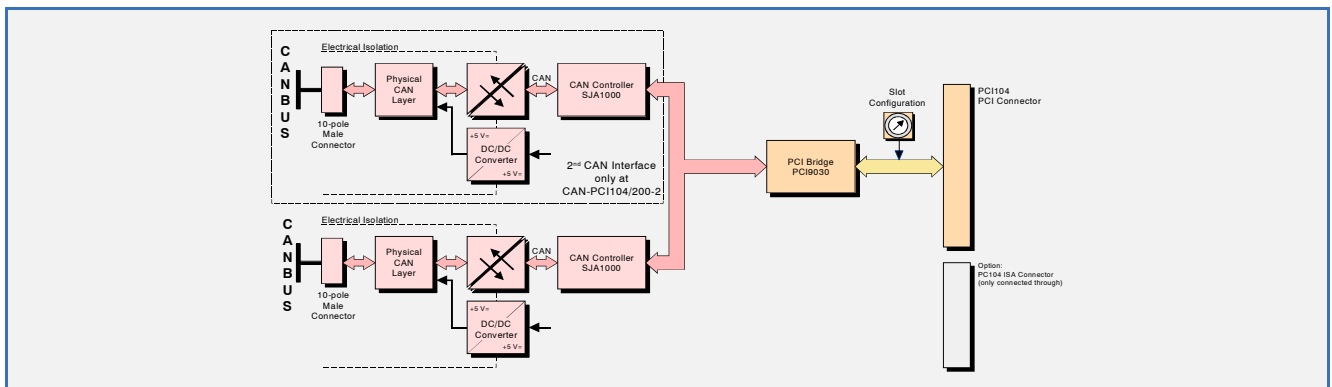 CANBUS
Electrical Isolation
10-pole
Male
Connector
Physical
CAN
Layer
CAN
CAN Controller
SJA1000
+5 V=
DC/DC
Converter
+5 V=
2nd CAN Interface
only at
CAN-PCI104/200-2
CANBUS
Electrical Isolation
10-pole
Male
Connector
Physical
CAN
Layer
CAN
CAN Controller
SJA1000
+5 V=
DC/DC
Converter
+5 V=
PCI Bridge
PCI9030
Slot
Configuration
PCI104
PCI Connector
Option:
PC104 ISA Connector
(only connected through)